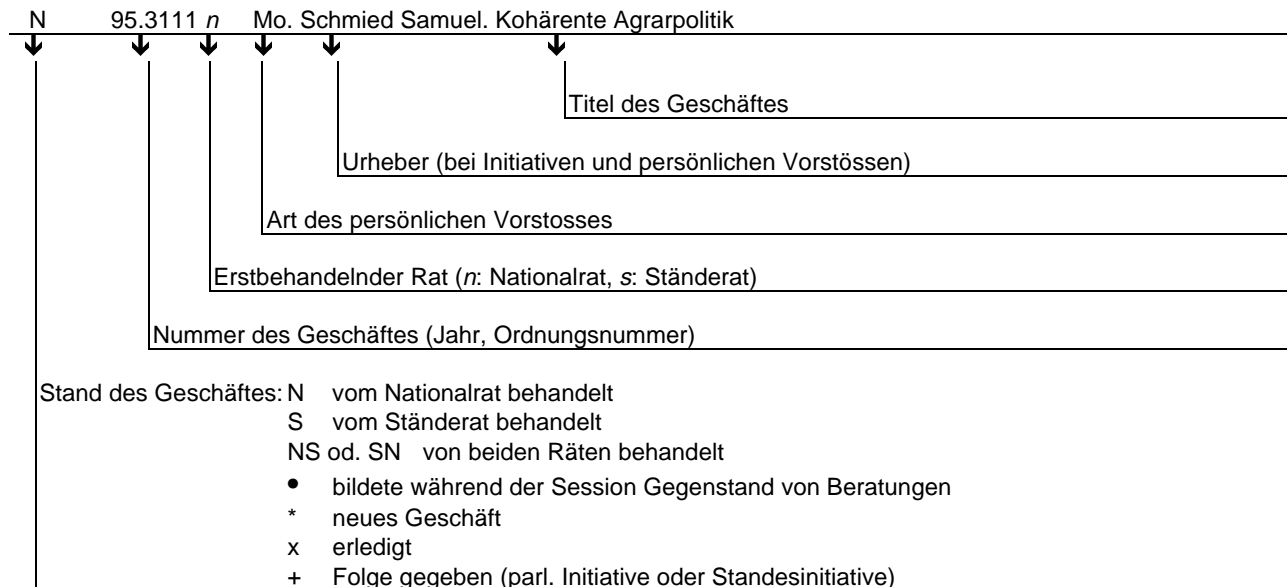 N 95.3111 n Mo. Schmied Samuel. Kohärente Agrarpolitik
Titel des Geschäftes
Urheber (bei Initiativen und persönlichen Vorstössen)
Art des persönlichen Vorstosses
Erstbehandelnder Rat (n: Nationalrat, s: Ständerat)
Nummer des Geschäftes (Jahr, Ordnungsnummer)
Stand des Geschäftes: N vom Nationalrat behandelt
S vom Ständerat behandelt
NS od. SN von beiden Räten behandelt
• bildete während der Session Gegenstand von Beratungen
* neues Geschäft
x erledigt
+ Folge gegeben (parl. Initiative oder Standesinitiative)